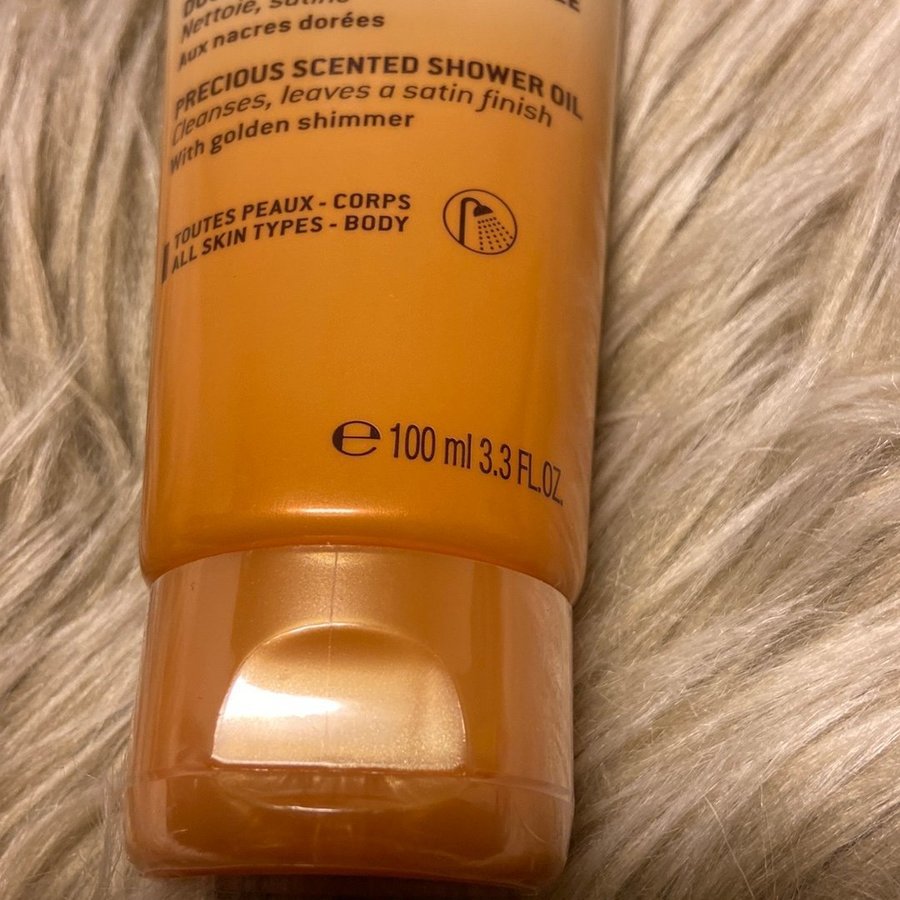 Nettoie, satine
Aux nacres dorées
PRECIOUS SCENTED SHOWER OIL
Cleanses, leaves a satin finish
With golden shimmer
TOUTES PEAUX - CORPS
ALL SKIN TYPES - BODY
e 100 ml 3.3 FL.OZ.